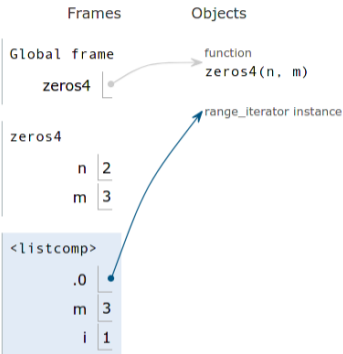 Frames Objects
Global frame
zeros4
function
zeros4(n, m)
range_iterator instance
zeros4
n 2
m 3
<listcomp>
.0
m 3
i 1